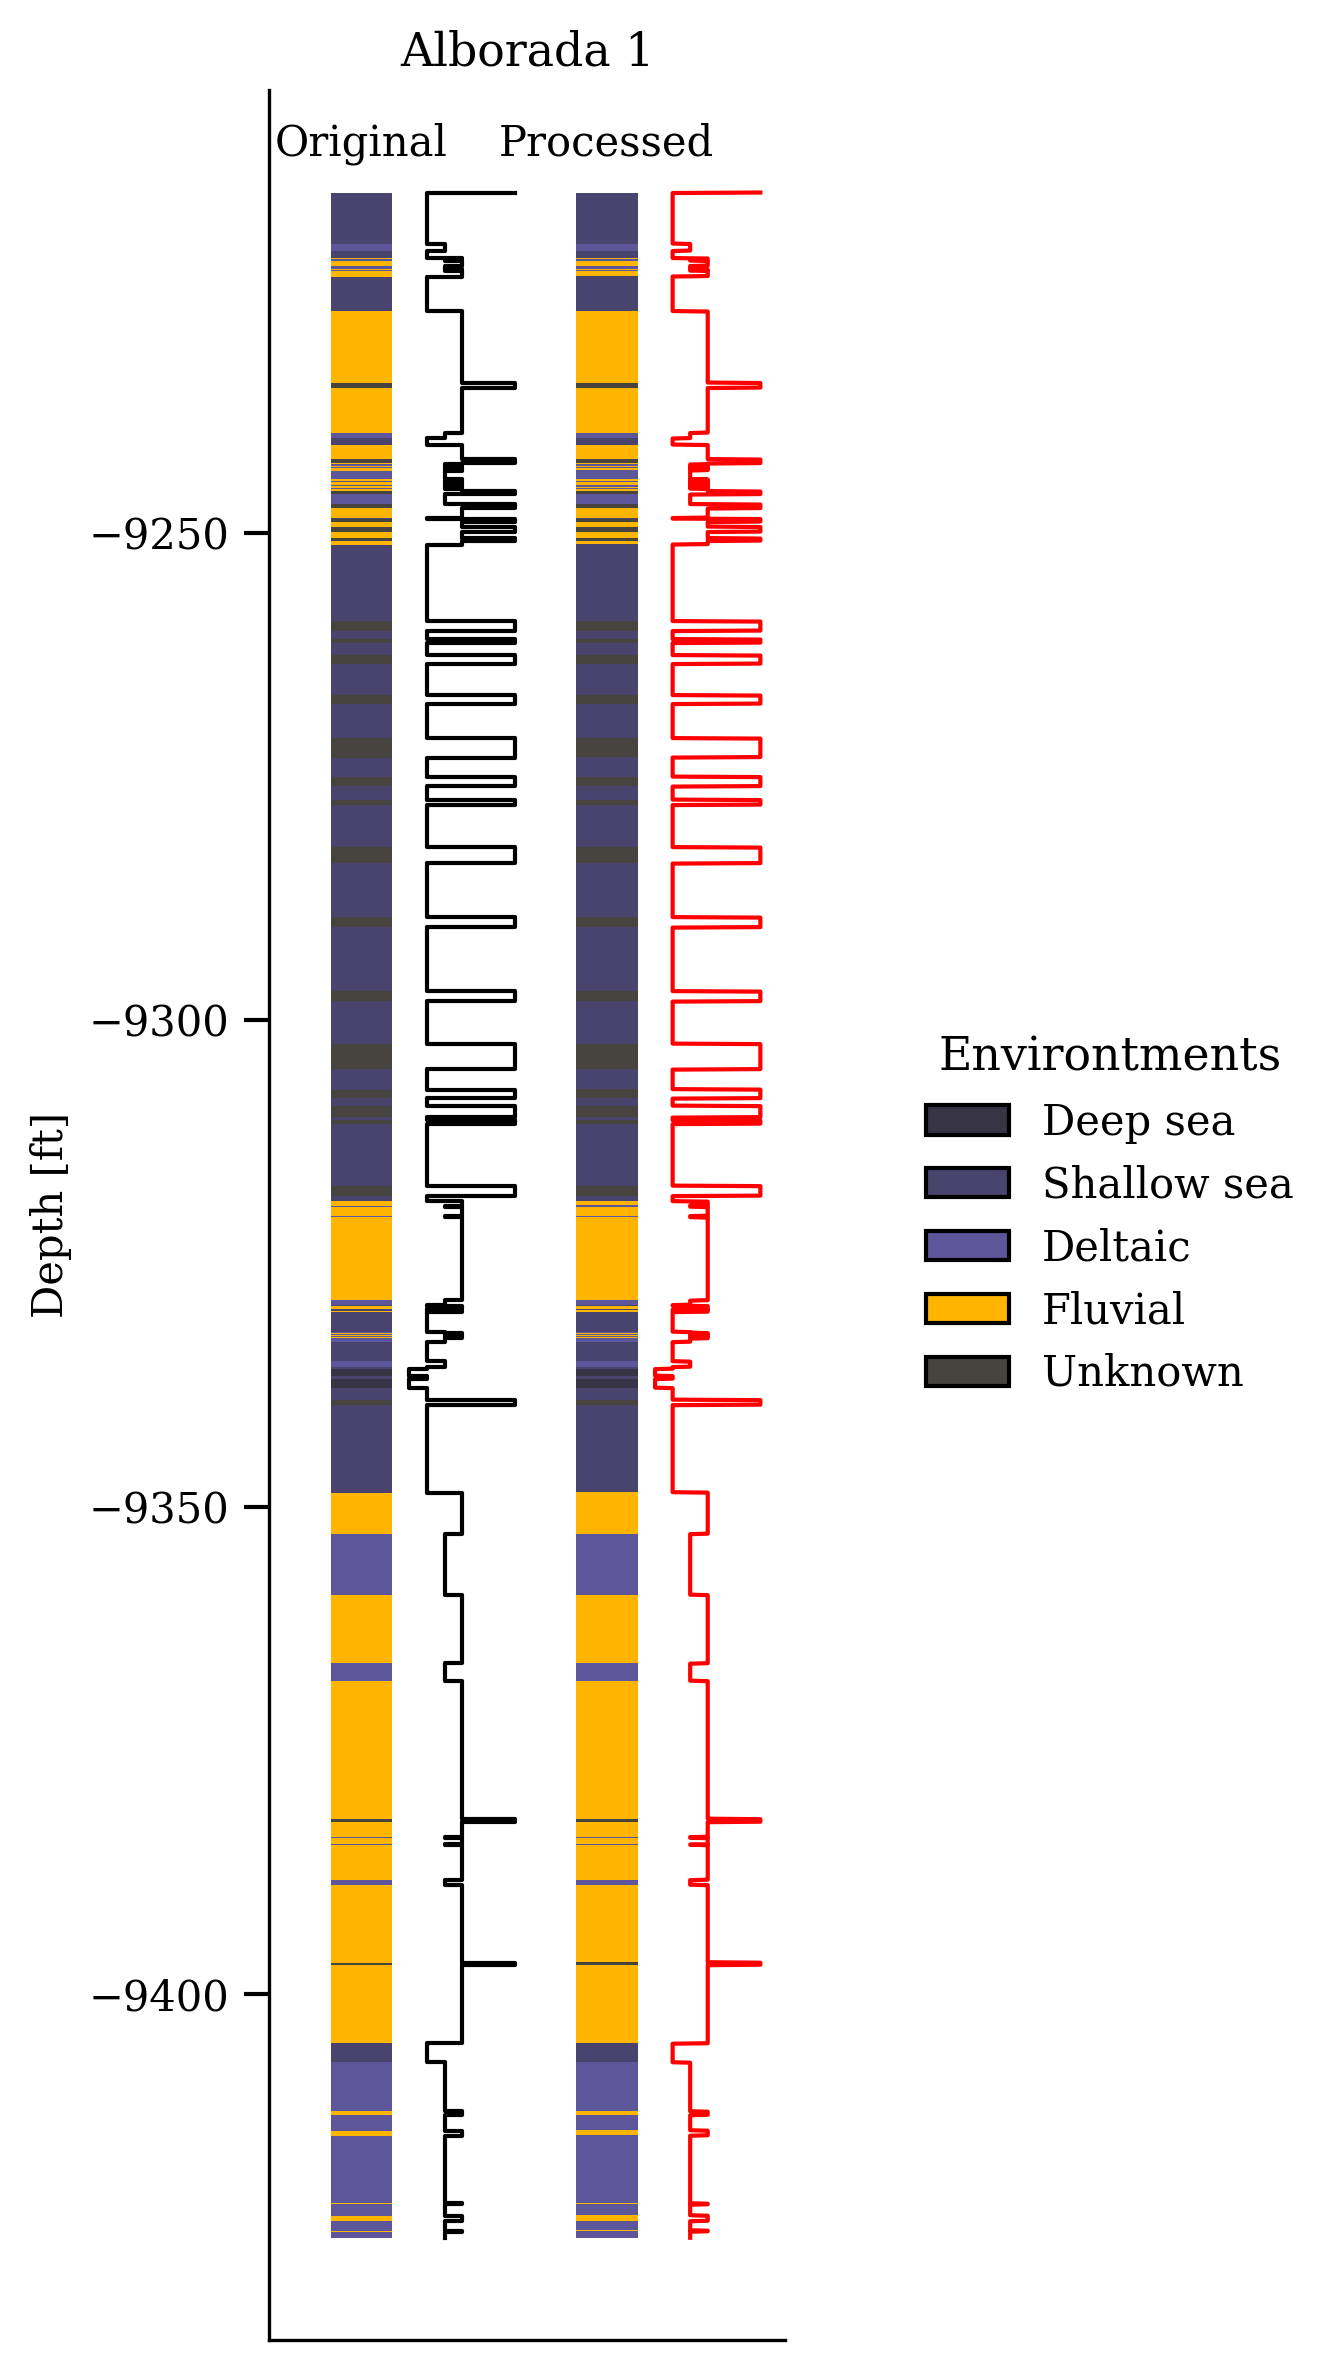 Alborada 1
Original Processed
−9250
−9300
−9350
−9400
Depth [ft]
Environtments
Deep sea
Shallow sea
Deltaic
Fluvial
Unknown